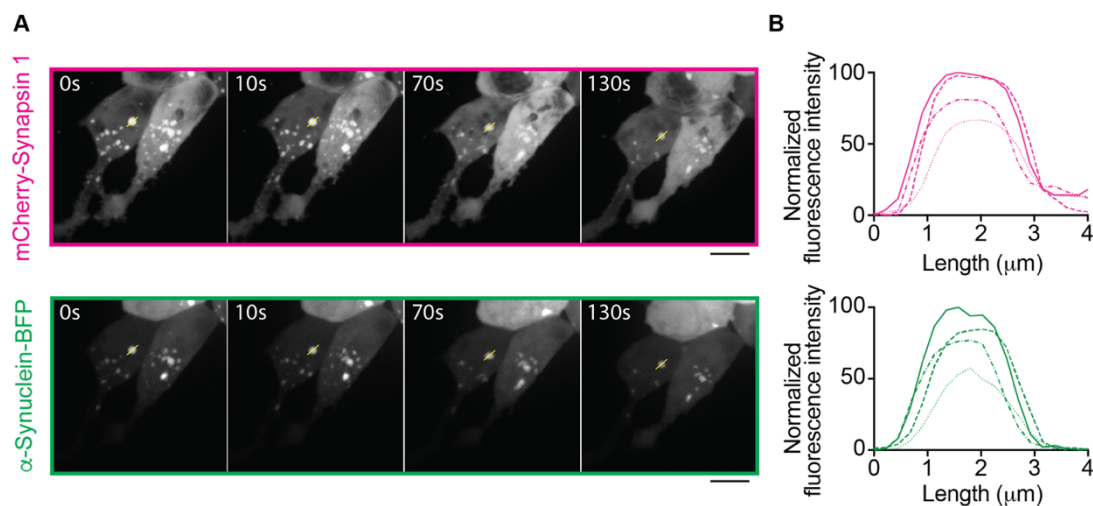 A
B
mCherry-Synapsin 1
0s
10s
70s
130s
Normalized
fluorescence intensity
100
50
0
0
1
2
3
4
Length (μm)
α-Synuclein-BFP
0s
10s
70s
130s
Normalized
fluorescence intensity
100
50
0
0
1
2
3
4
Length (μm)